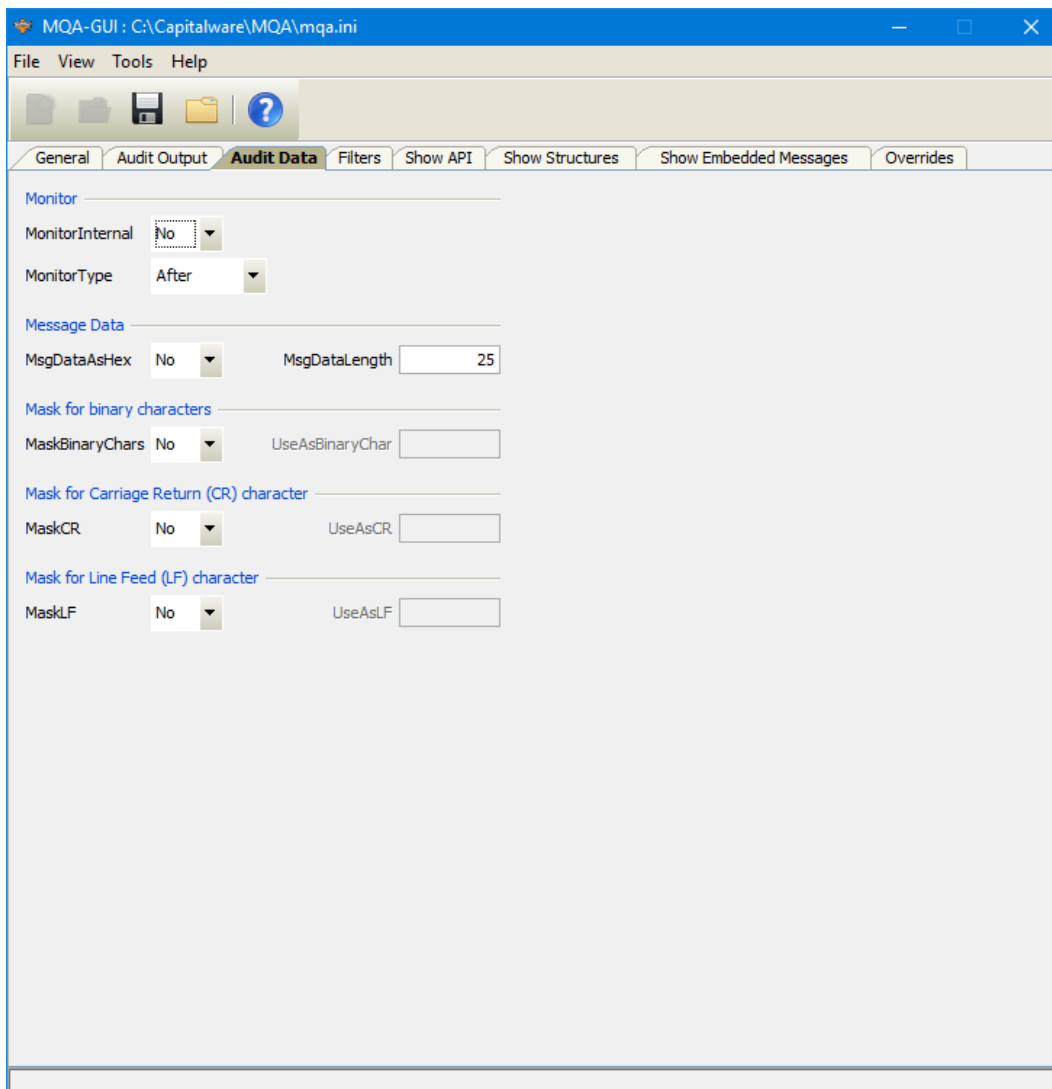 MQA-GUI : C:\Capitalware\MQA\mqa.ini
File View Tools Help
?
General Audit Output Audit Data Filters Show API Show Structures Show Embedded Messages Overrides
Monitor
MonitorInternal No
MonitorType After
Message Data
MsgDataAsHex No MsgDataLength 25
Mask for binary characters
MaskBinaryChars No UseAsBinaryChar
Mask for Carriage Return (CR) character
MaskCR No UseAsCR
Mask for Line Feed (LF) character
MaskLF No UseAsLF